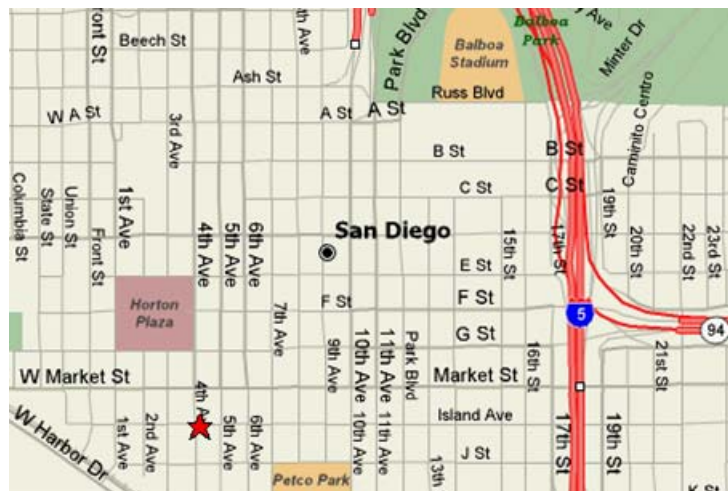 Front St
Beech St
Ash St
Park Blvd
Balboa
Stadium
Balboa
Park
Minter Dr
Russ Blvd
W A St
3rd Ave
A St
A St
B St
B St
Caminito Centro
C St
C St
Columbia St
State St
Union St
Front St
1st Ave
4th Ave
5th Ave
6th Ave
San Diego
15th St
17th St
19th St
20th St
22nd St
23rd St
E St
Horton
Plaza
F St
F St
7th Ave
5
94
G St
9th Ave
10th Ave
11th Ave
Park Blvd
16th St
21st St
W Market St
Market St
W Harbor Dr
1st Ave
2nd Ave
4th Ave
5th Ave
6th Ave
10th Ave
11th Ave
Island Ave
J St
13th
17th St
19th St
Petco Park
K St